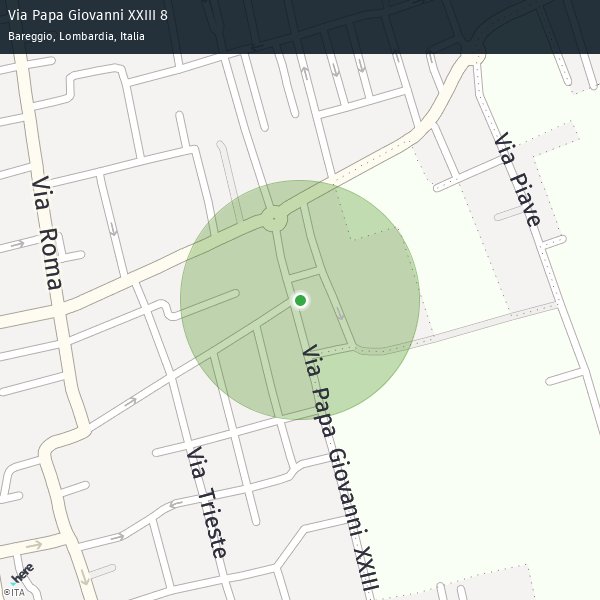 Via Papa Giovanni XXIII 8
Bareggio, Lombardia, Italia
Via Piave
Via Roma
Via Papa Giovanni XXIII
Via Trieste
here
©ITA